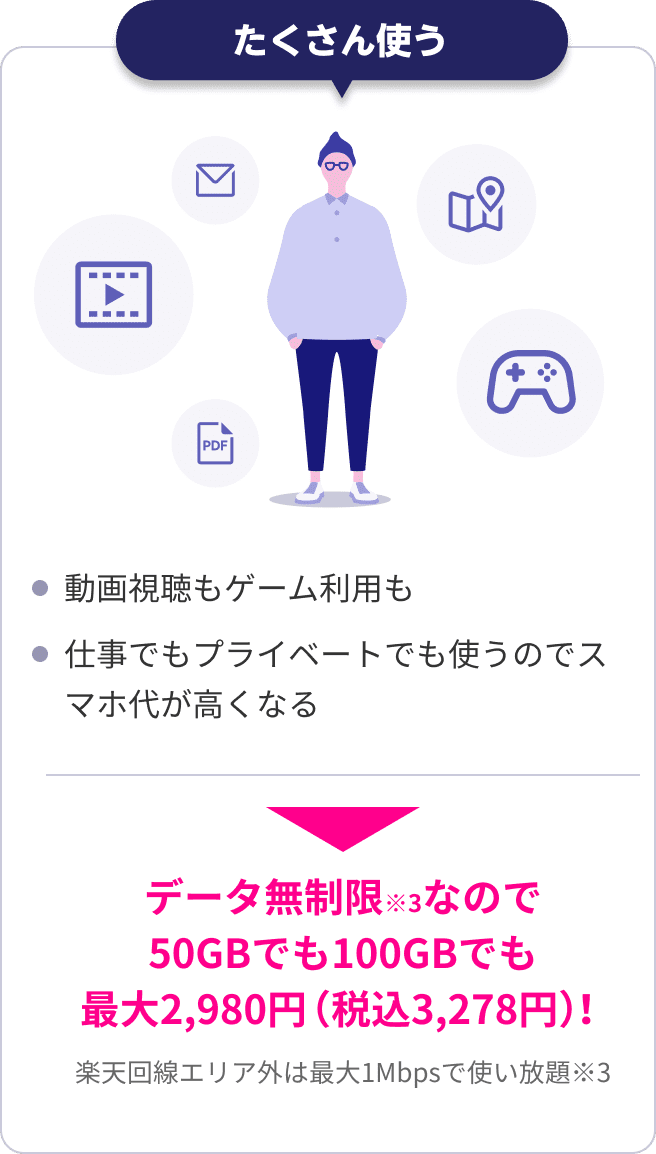 たくさん使う
PDF
動画視聴もゲーム利用も
仕事でもプライベートでも使うのでス
マホ代が高くなる
データ無制限※3なので
50GBでも100GBでも
最大2,980円（税込3,278円）！
楽天回線エリア外は最大1Mbpsで使い放題※3